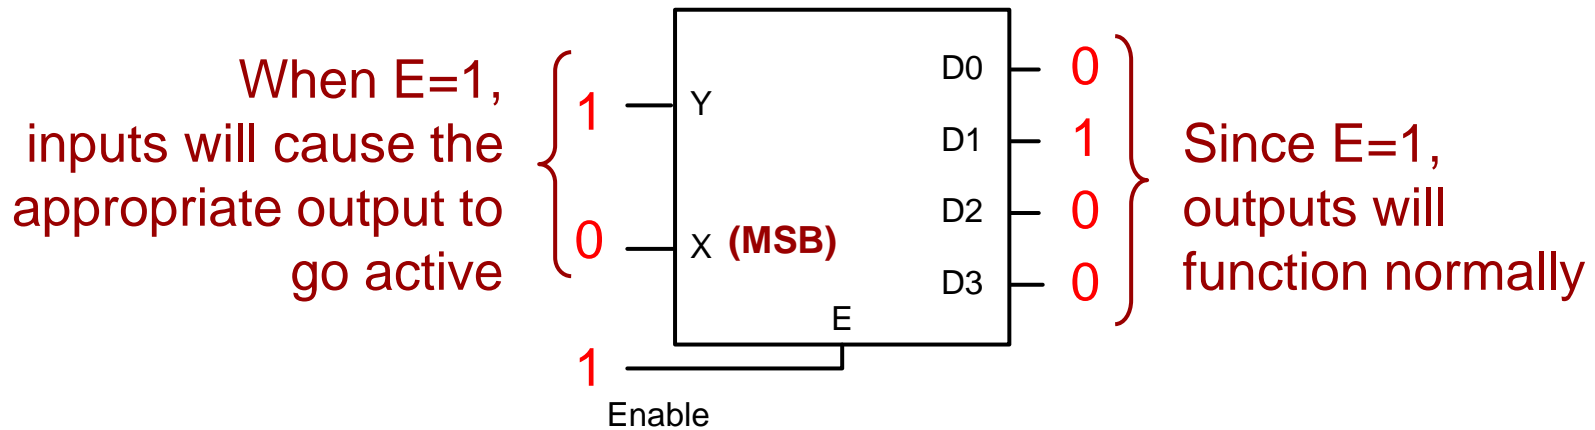 When E=1,
inputs will cause the
appropriate output to
go active
1
0
1
Enable
Y
X (MSB)
E
D0
D1
D2
D3
0
1
0
0
Since E=1,
outputs will
function normally